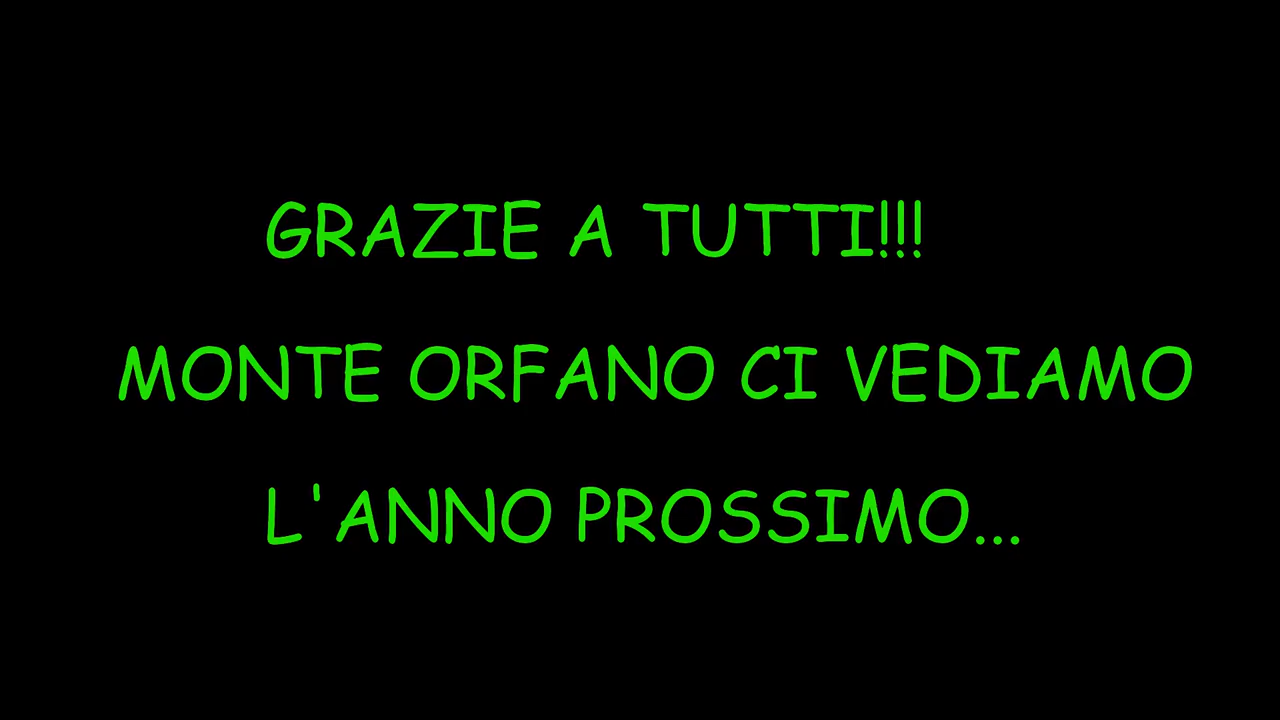 GRAZIE A TUTTI!!!
MONTE ORFANO CI VEDIAMO
L'ANNO PROSSIMO...